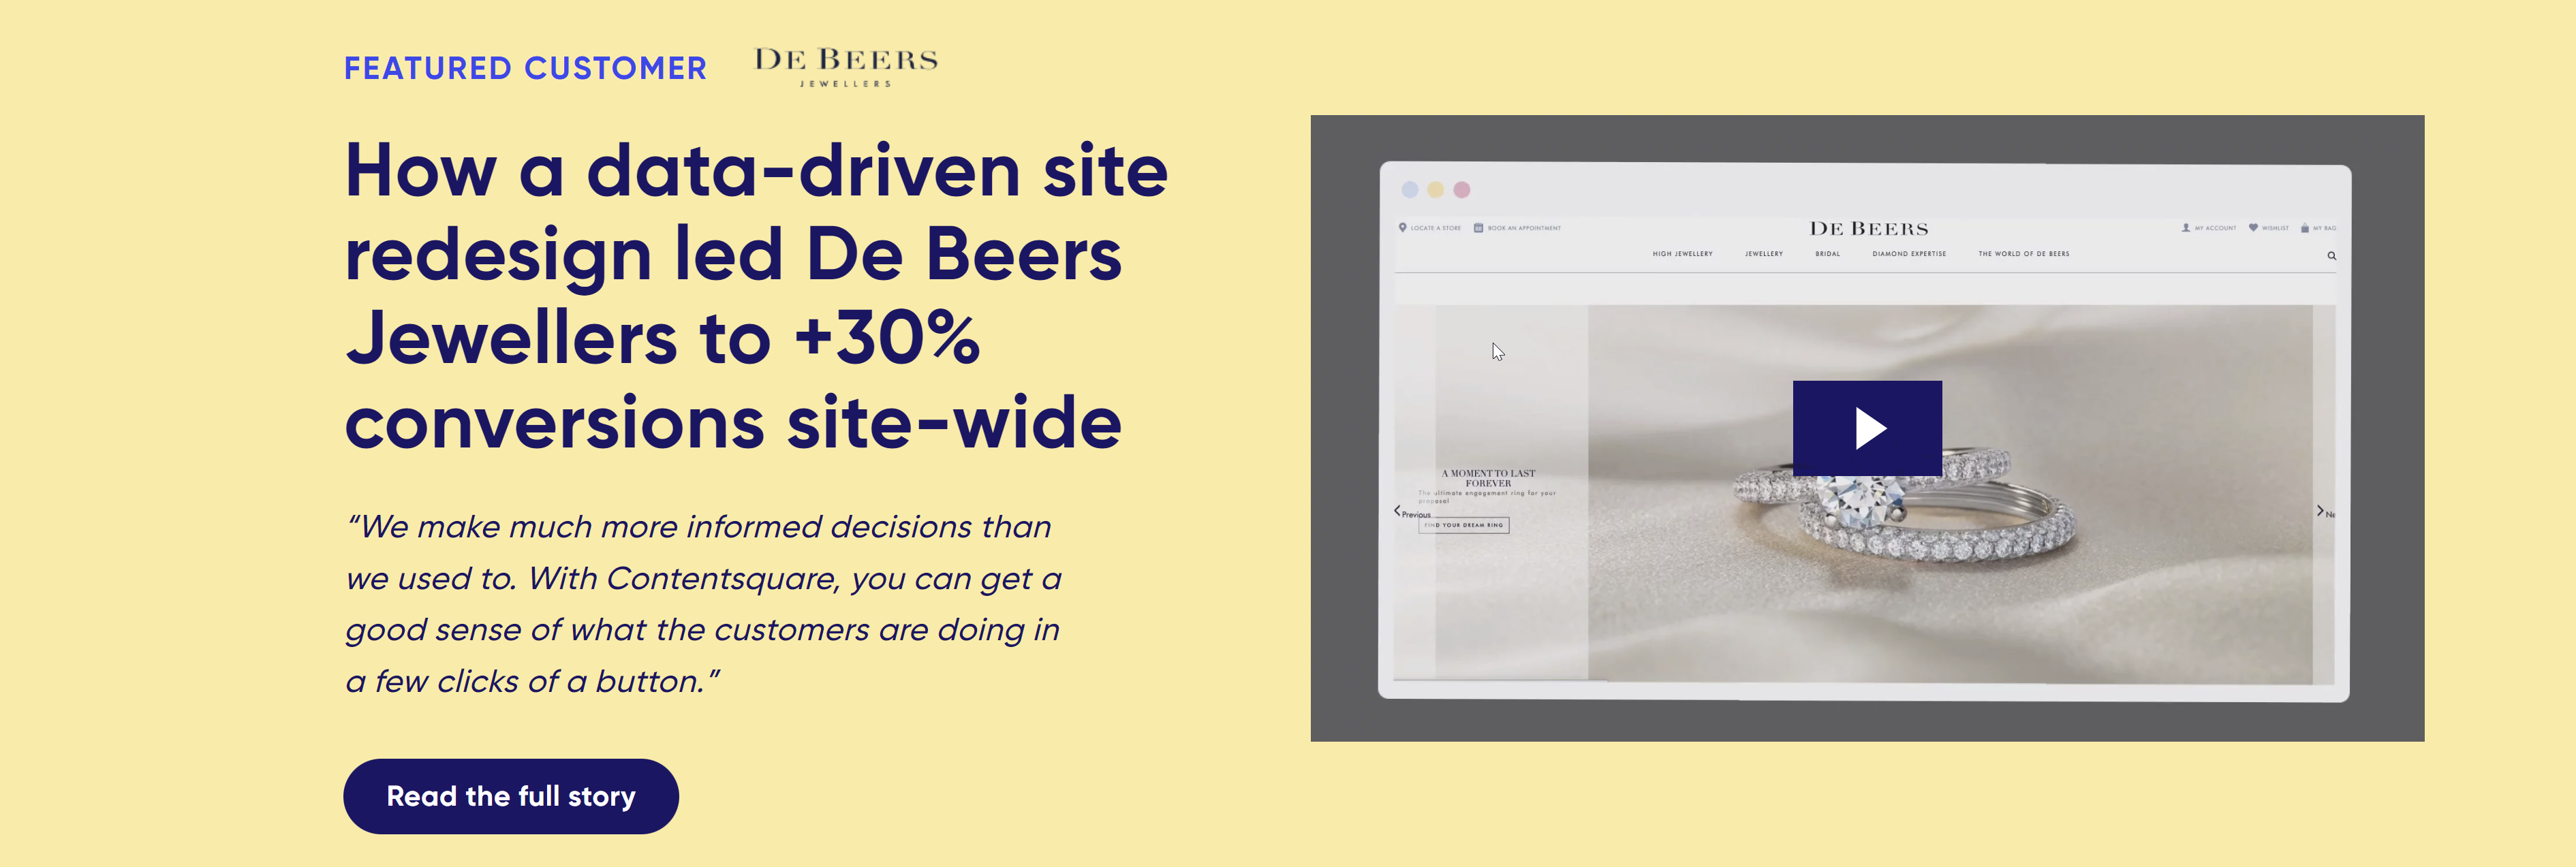 FEATURED CUSTOMER
DE BEERS
JEWELLERS
How a data-driven site
redesign led De Beers
Jewellers to +30%
conversions site-wide
“We make much more informed decisions than
we used to. With Contentsquare, you can get a
good sense of what the customers are doing in
a few clicks of a button.”
Read the full story
LOCATE A STORE BOOK AN APPOINTMENT DE BEERS MY ACCOUNT WISHLIST MY BAG
HIGH JEWELLERY JEWELLERY BRIDAL DIAMOND EXPERTISE THE WORLD OF DE BEERS
A MOMENT TO LAST
FOREVER
The ultimate engagement ring for your
proposal
Previous
FIND YOUR DREAM RING
Ne